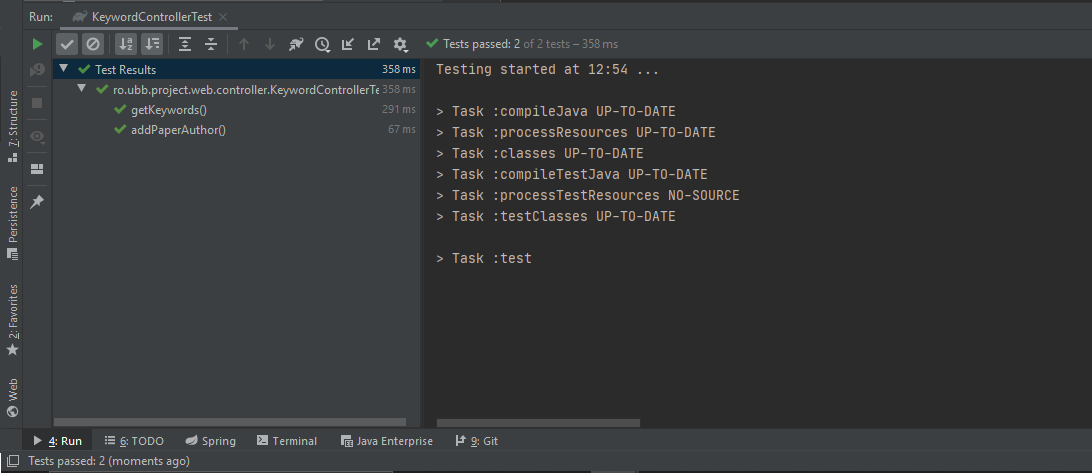 Run: KeywordControllerTest
Tests passed: 2 of 2 tests – 358 ms
Test Results 358 ms
ro.ubb.project.web.controller.KeywordControllerTe 358 ms
getKeywords() 291 ms
addPaperAuthor() 67 ms
Testing started at 12:54 ...
> Task :compileJava UP-TO-DATE
> Task :processResources UP-TO-DATE
> Task :classes UP-TO-DATE
> Task :compileTestJava UP-TO-DATE
> Task :processTestResources NO-SOURCE
> Task :testClasses UP-TO-DATE
> Task :test
7: Structure
Persistence
2: Favorites
Web
4: Run 6: TODO Spring Terminal Java Enterprise 9: Git
Tests passed: 2 (moments ago)